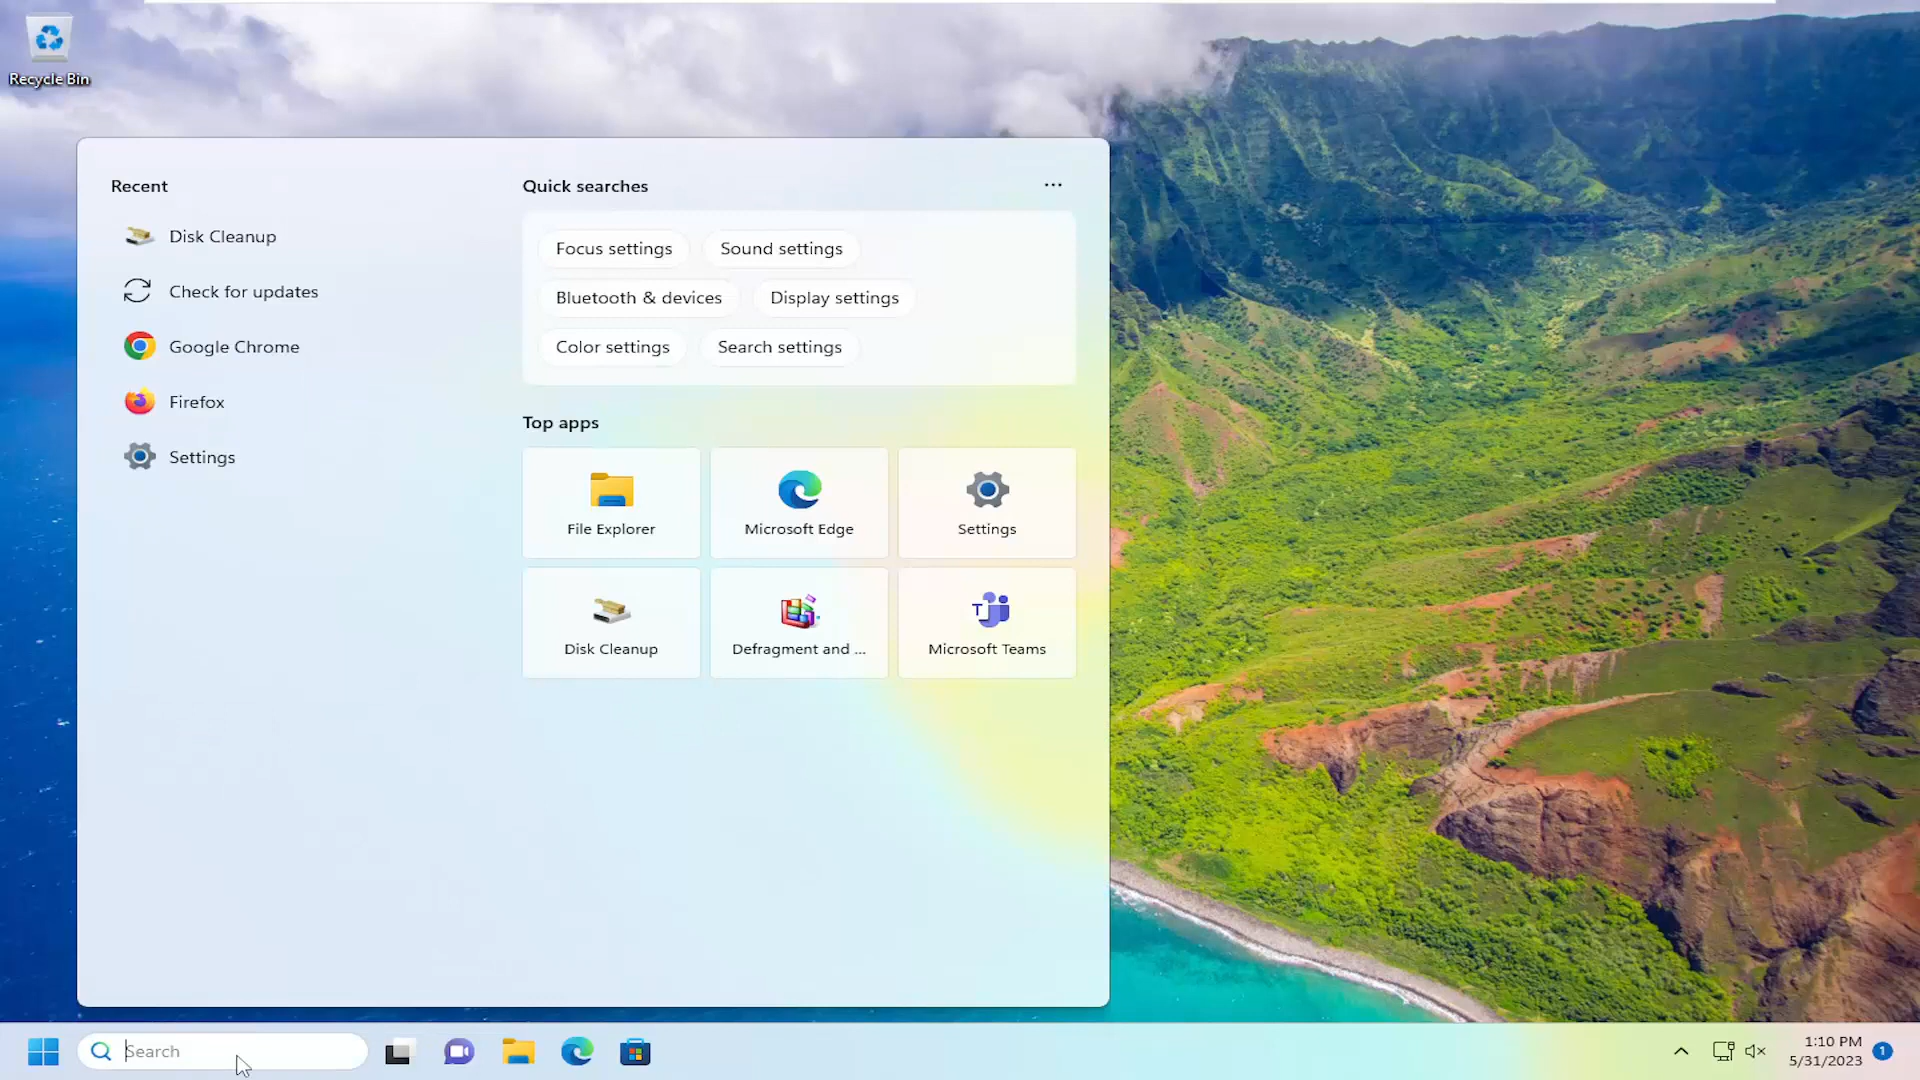 Recycle Bin
Recent
Disk Cleanup
Check for updates
Google Chrome
Firefox
Settings
Quick searches
Focus settings
Sound settings
Bluetooth & devices
Display settings
Color settings
Search settings
Top apps
File Explorer
Microsoft Edge
Settings
Disk Cleanup
Defragment and ...
Microsoft Teams
Search
1:10 PM
5/31/2023
1